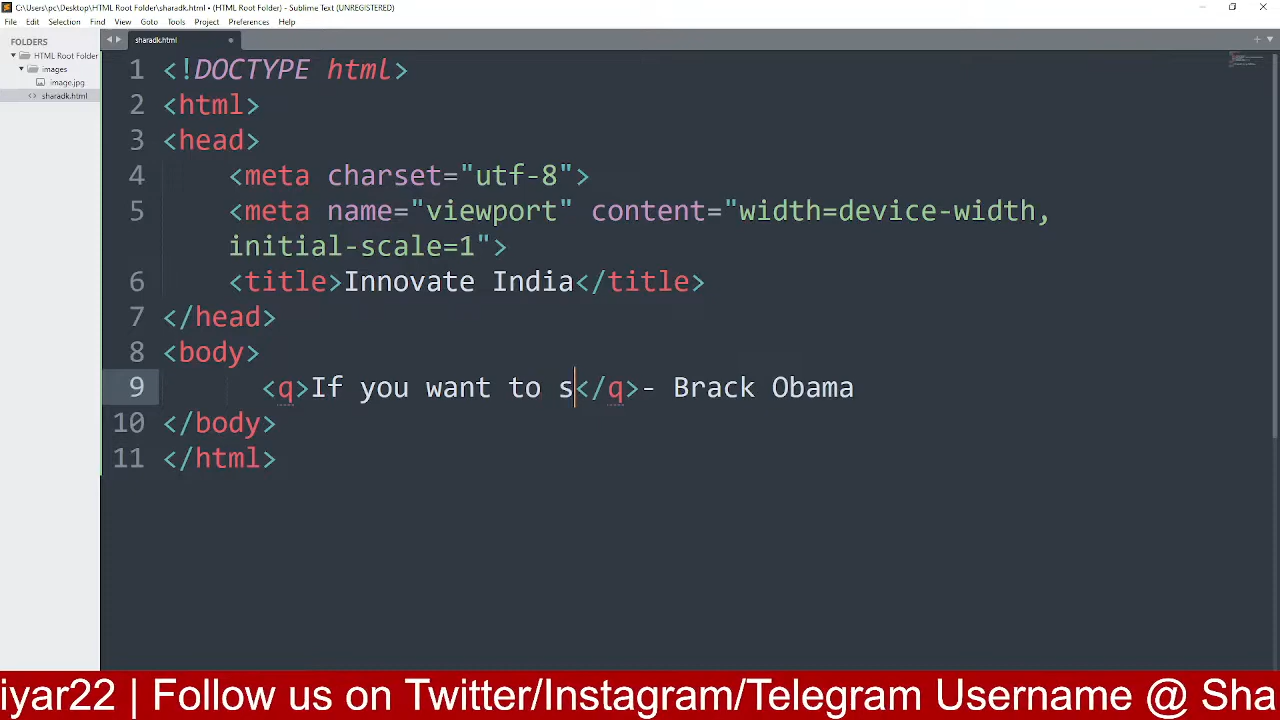 C:\Users\pc\Desktop\HTML Root Folder\sharadk.html • (HTML Root Folder) - Sublime Text (UNREGISTERED)
File Edit Selection Find View Goto Tools Project Preferences Help
FOLDERS
HTML Root Folder
images
image.jpg
sharadk.html
sharadk.html
1 <!DOCTYPE html>
2 <html>
3 <head>
4 <meta charset="utf-8">
5 <meta name="viewport" content="width=device-width,
initial-scale=1">
6 <title>Innovate India</title>
7 </head>
8 <body>
9 <q>If you want to s</q>- Brack Obama
10 </body>
11 </html>
iyar22 | Follow us on Twitter/Instagram/Telegram Username @ Sha